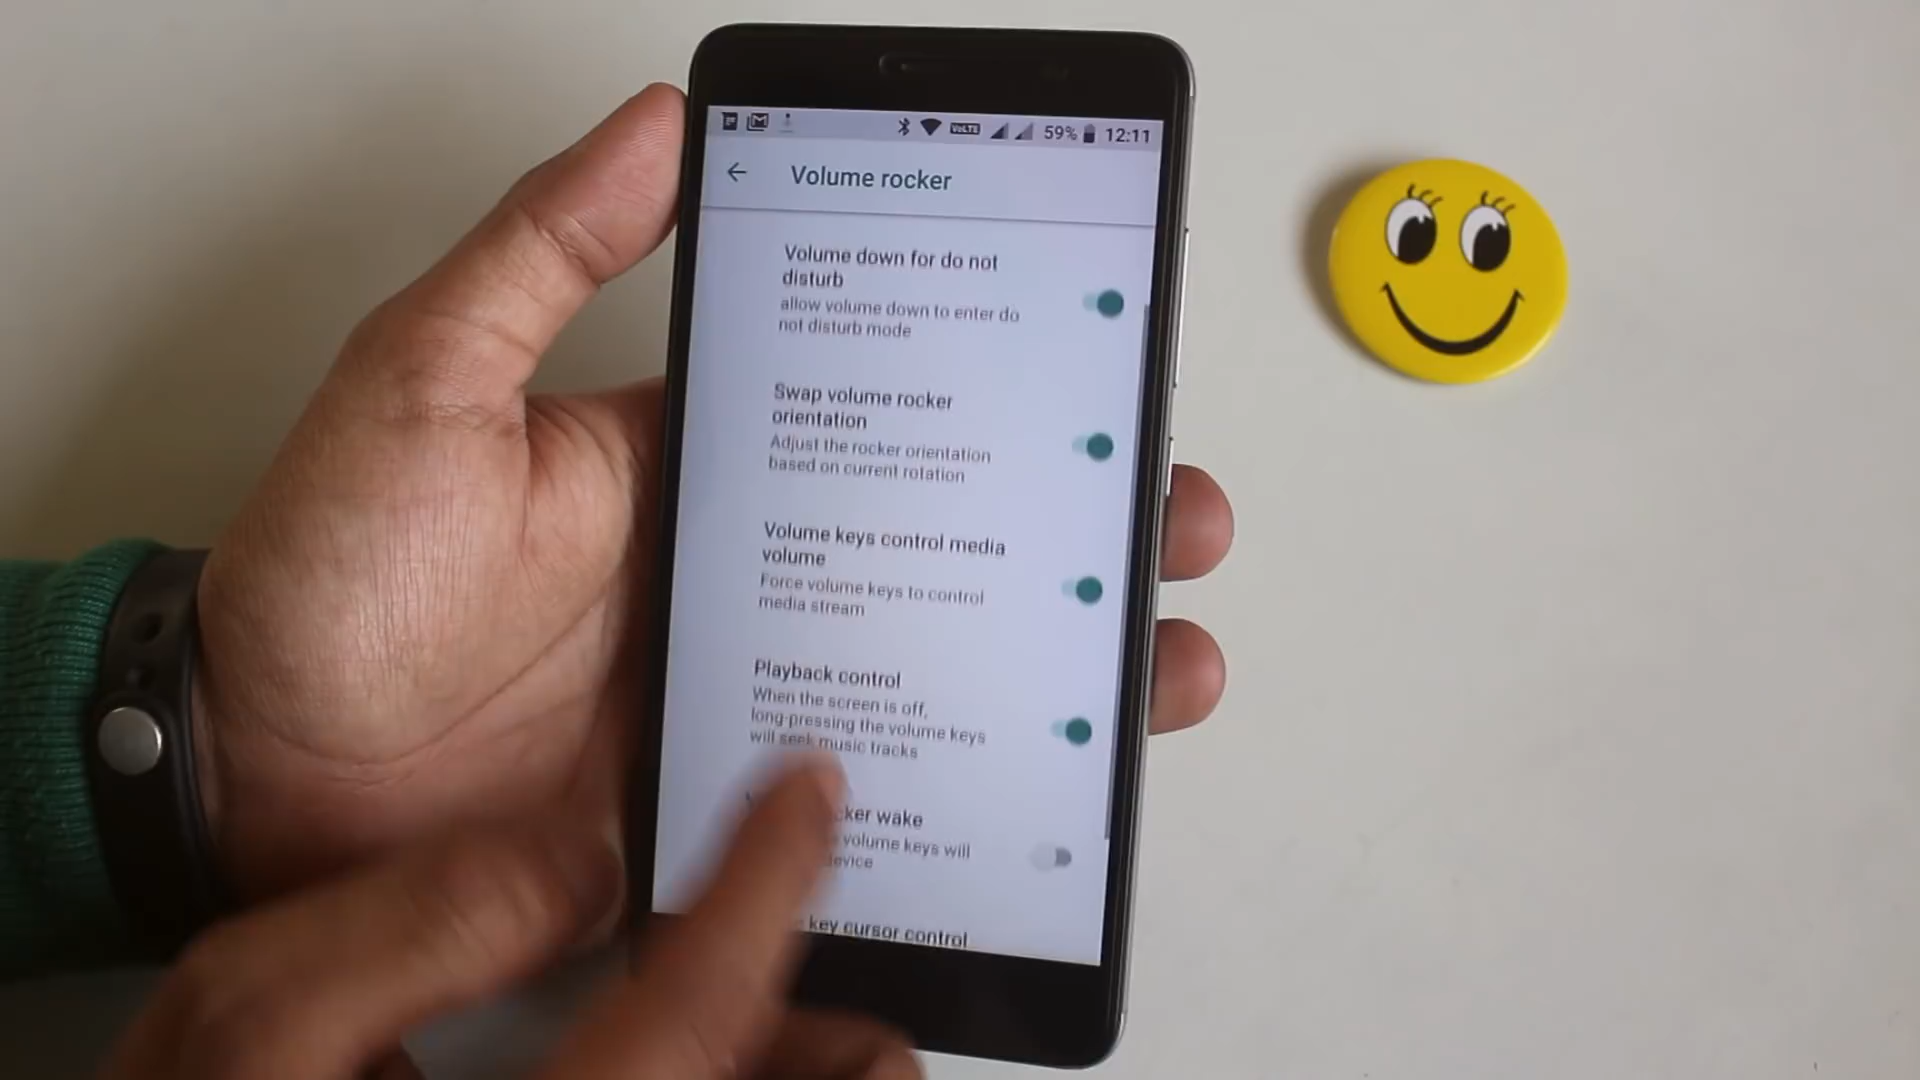 VoLTE 59% 12:11
Volume rocker
Volume down for do not
disturb
allow volume down to enter do
not disturb mode
Swap volume rocker
orientation
Adjust the rocker orientation
based on current rotation
Volume keys control media
volume
Force volume keys to control
media stream
Playback control
When the screen is off,
long-pressing the volume keys
will seek music tracks
wake
volume keys will
device
key cursor control